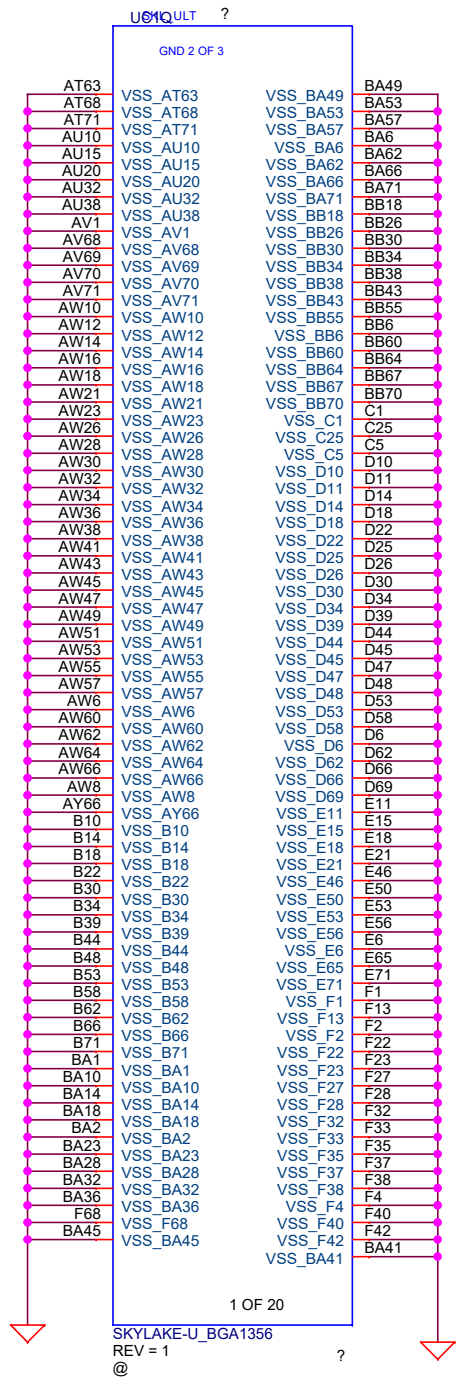 UC1Q SKL_ULT ?
GND 2 OF 3
AT63 VSS_AT63 VSS_BA49 BA49
AT68 VSS_AT68 VSS_BA53 BA53
AT71 VSS_AT71 VSS_BA57 BA57
AU10 VSS_AU10 VSS_BA6 BA6
AU15 VSS_AU15 VSS_BA62 BA62
AU20 VSS_AU20 VSS_BA66 BA66
AU32 VSS_AU32 VSS_BA71 BA71
AU38 VSS_AU38 VSS_BB18 BB18
AV1 VSS_AV1 VSS_BB26 BB26
AV68 VSS_AV68 VSS_BB30 BB30
AV69 VSS_AV69 VSS_BB34 BB34
AV70 VSS_AV70 VSS_BB38 BB38
AV71 VSS_AV71 VSS_BB43 BB43
AW10 VSS_AW10 VSS_BB55 BB55
AW12 VSS_AW12 VSS_BB6 BB6
AW14 VSS_AW14 VSS_BB60 BB60
AW16 VSS_AW16 VSS_BB64 BB64
AW18 VSS_AW18 VSS_BB67 BB67
AW21 VSS_AW21 VSS_BB70 BB70
AW23 VSS_AW23 VSS_C1 C1
AW26 VSS_AW26 VSS_C25 C25
AW28 VSS_AW28 VSS_C5 C5
AW30 VSS_AW30 VSS_D10 D10
AW32 VSS_AW32 VSS_D11 D11
AW34 VSS_AW34 VSS_D14 D14
AW36 VSS_AW36 VSS_D18 D18
AW38 VSS_AW38 VSS_D22 D22
AW41 VSS_AW41 VSS_D25 D25
AW43 VSS_AW43 VSS_D26 D26
AW45 VSS_AW45 VSS_D30 D30
AW47 VSS_AW47 VSS_D34 D34
AW49 VSS_AW49 VSS_D39 D39
AW51 VSS_AW51 VSS_D44 D44
AW53 VSS_AW53 VSS_D45 D45
AW55 VSS_AW55 VSS_D47 D47
AW57 VSS_AW57 VSS_D48 D48
AW6 VSS_AW6 VSS_D53 D53
AW60 VSS_AW60 VSS_D58 D58
AW62 VSS_AW62 VSS_D6 D6
AW64 VSS_AW64 VSS_D62 D62
AW66 VSS_AW66 VSS_D66 D66
AW8 VSS_AW8 VSS_D69 D69
AY66 VSS_AY66 VSS_E11 E11
B10 VSS_B10 VSS_E15 E15
B14 VSS_B14 VSS_E18 E18
B18 VSS_B18 VSS_E21 E21
B22 VSS_B22 VSS_E46 E46
B30 VSS_B30 VSS_E50 E50
B34 VSS_B34 VSS_E53 E53
B39 VSS_B39 VSS_E56 E56
B44 VSS_B44 VSS_E6 E6
B48 VSS_B48 VSS_E65 E65
B53 VSS_B53 VSS_E71 E71
B58 VSS_B58 VSS_F1 F1
B62 VSS_B62 VSS_F13 F13
B66 VSS_B66 VSS_F2 F2
B71 VSS_B71 VSS_F22 F22
BA1 VSS_BA1 VSS_F23 F23
BA10 VSS_BA10 VSS_F27 F27
BA14 VSS_BA14 VSS_F28 F28
BA18 VSS_BA18 VSS_F32 F32
BA2 VSS_BA2 VSS_F33 F33
BA23 VSS_BA23 VSS_F35 F35
BA28 VSS_BA28 VSS_F37 F37
BA32 VSS_BA32 VSS_F38 F38
BA36 VSS_BA36 VSS_F4 F4
F68 VSS_F68 VSS_F40 F40
BA45 VSS_BA45 VSS_F42 F42
VSS_BA41 BA41
1 OF 20
SKYLAKE-U_BGA1356
REV = 1
?
@